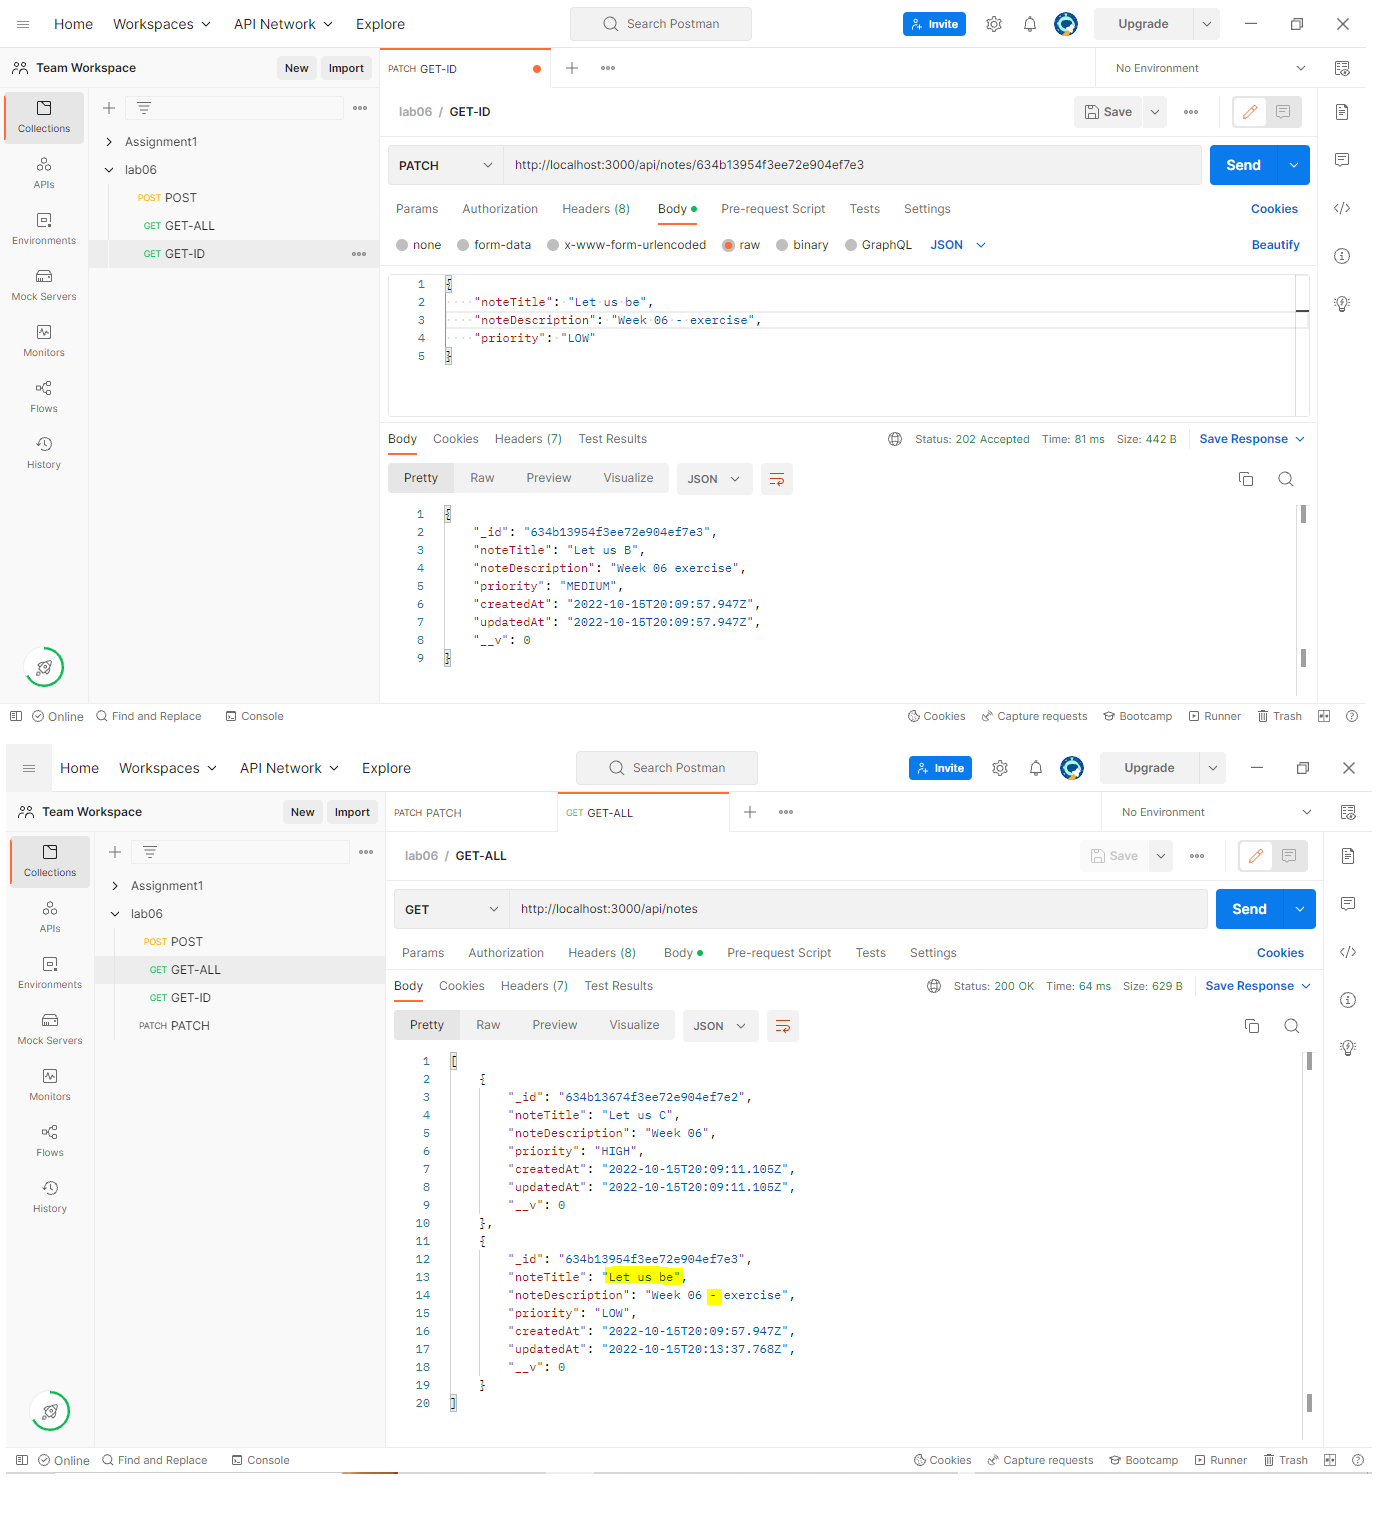 Home Workspaces API Network Explore Search Postman Invite Upgrade
Team Workspace New Import PATCH GET-ID No Environment
Collections
APIs
Environments
Mock Servers
Monitors
Flows
History
Assignment1
lab06
POST POST
GET GET-ALL
GET GET-ID
lab06 / GET-ID Save
PATCH http://localhost:3000/api/notes/634b13954f3ee72e904ef7e3 Send
Params Authorization Headers (8) Body Pre-request Script Tests Settings Cookies
none form-data x-www-form-urlencoded raw binary GraphQL JSON Beautify
1 {
2 "noteTitle": "Let us be",
3 "noteDescription": "Week 06 - exercise",
4 "priority": "LOW"
5 }
Body Cookies Headers (7) Test Results Status: 202 Accepted Time: 81 ms Size: 442 B Save Response
Pretty Raw Preview Visualize JSON
1 {
2 "_id": "634b13954f3ee72e904ef7e3",
3 "noteTitle": "Let us B",
4 "noteDescription": "Week 06 exercise",
5 "priority": "MEDIUM",
6 "createdAt": "2022-10-15T20:09:57.947Z",
7 "updatedAt": "2022-10-15T20:09:57.947Z",
8 "__v": 0
9 }
Online Find and Replace Console Cookies Capture requests Bootcamp Runner Trash
Home Workspaces API Network Explore Search Postman Invite Upgrade
Team Workspace New Import PATCH PATCH GET GET-ALL No Environment
Collections
APIs
Environments
Mock Servers
Monitors
Flows
History
Assignment1
lab06
POST POST
GET GET-ALL
GET GET-ID
PATCH PATCH
lab06 / GET-ALL Save
GET http://localhost:3000/api/notes Send
Params Authorization Headers (8) Body Pre-request Script Tests Settings Cookies
Body Cookies Headers (7) Test Results Status: 200 OK Time: 64 ms Size: 629 B Save Response
Pretty Raw Preview Visualize JSON
1 [
2 {
3 "_id": "634b13674f3ee72e904ef7e2",
4 "noteTitle": "Let us C",
5 "noteDescription": "Week 06",
6 "priority": "HIGH",
7 "createdAt": "2022-10-15T20:09:11.105Z",
8 "updatedAt": "2022-10-15T20:09:11.105Z",
9 "__v": 0
10 },
11 {
12 "_id": "634b13954f3ee72e904ef7e3",
13 "noteTitle": "Let us be",
14 "noteDescription": "Week 06 - exercise",
15 "priority": "LOW",
16 "createdAt": "2022-10-15T20:09:57.947Z",
17 "updatedAt": "2022-10-15T20:13:37.768Z",
18 "__v": 0
19 }
20 ]
Online Find and Replace Console Cookies Capture requests Bootcamp Runner Trash